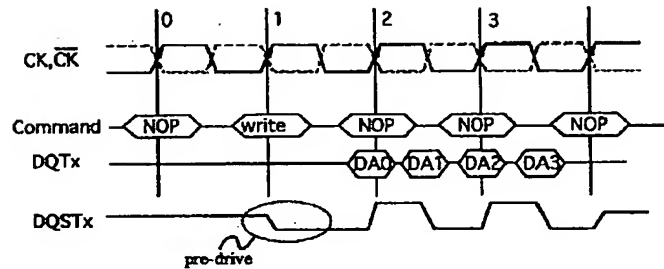 0 1 2 3
CK,C̅K̅
Command NOP write NOP NOP NOP
DQTx DA0 DA1 DA2 DA3
DQSTx
pre-drive